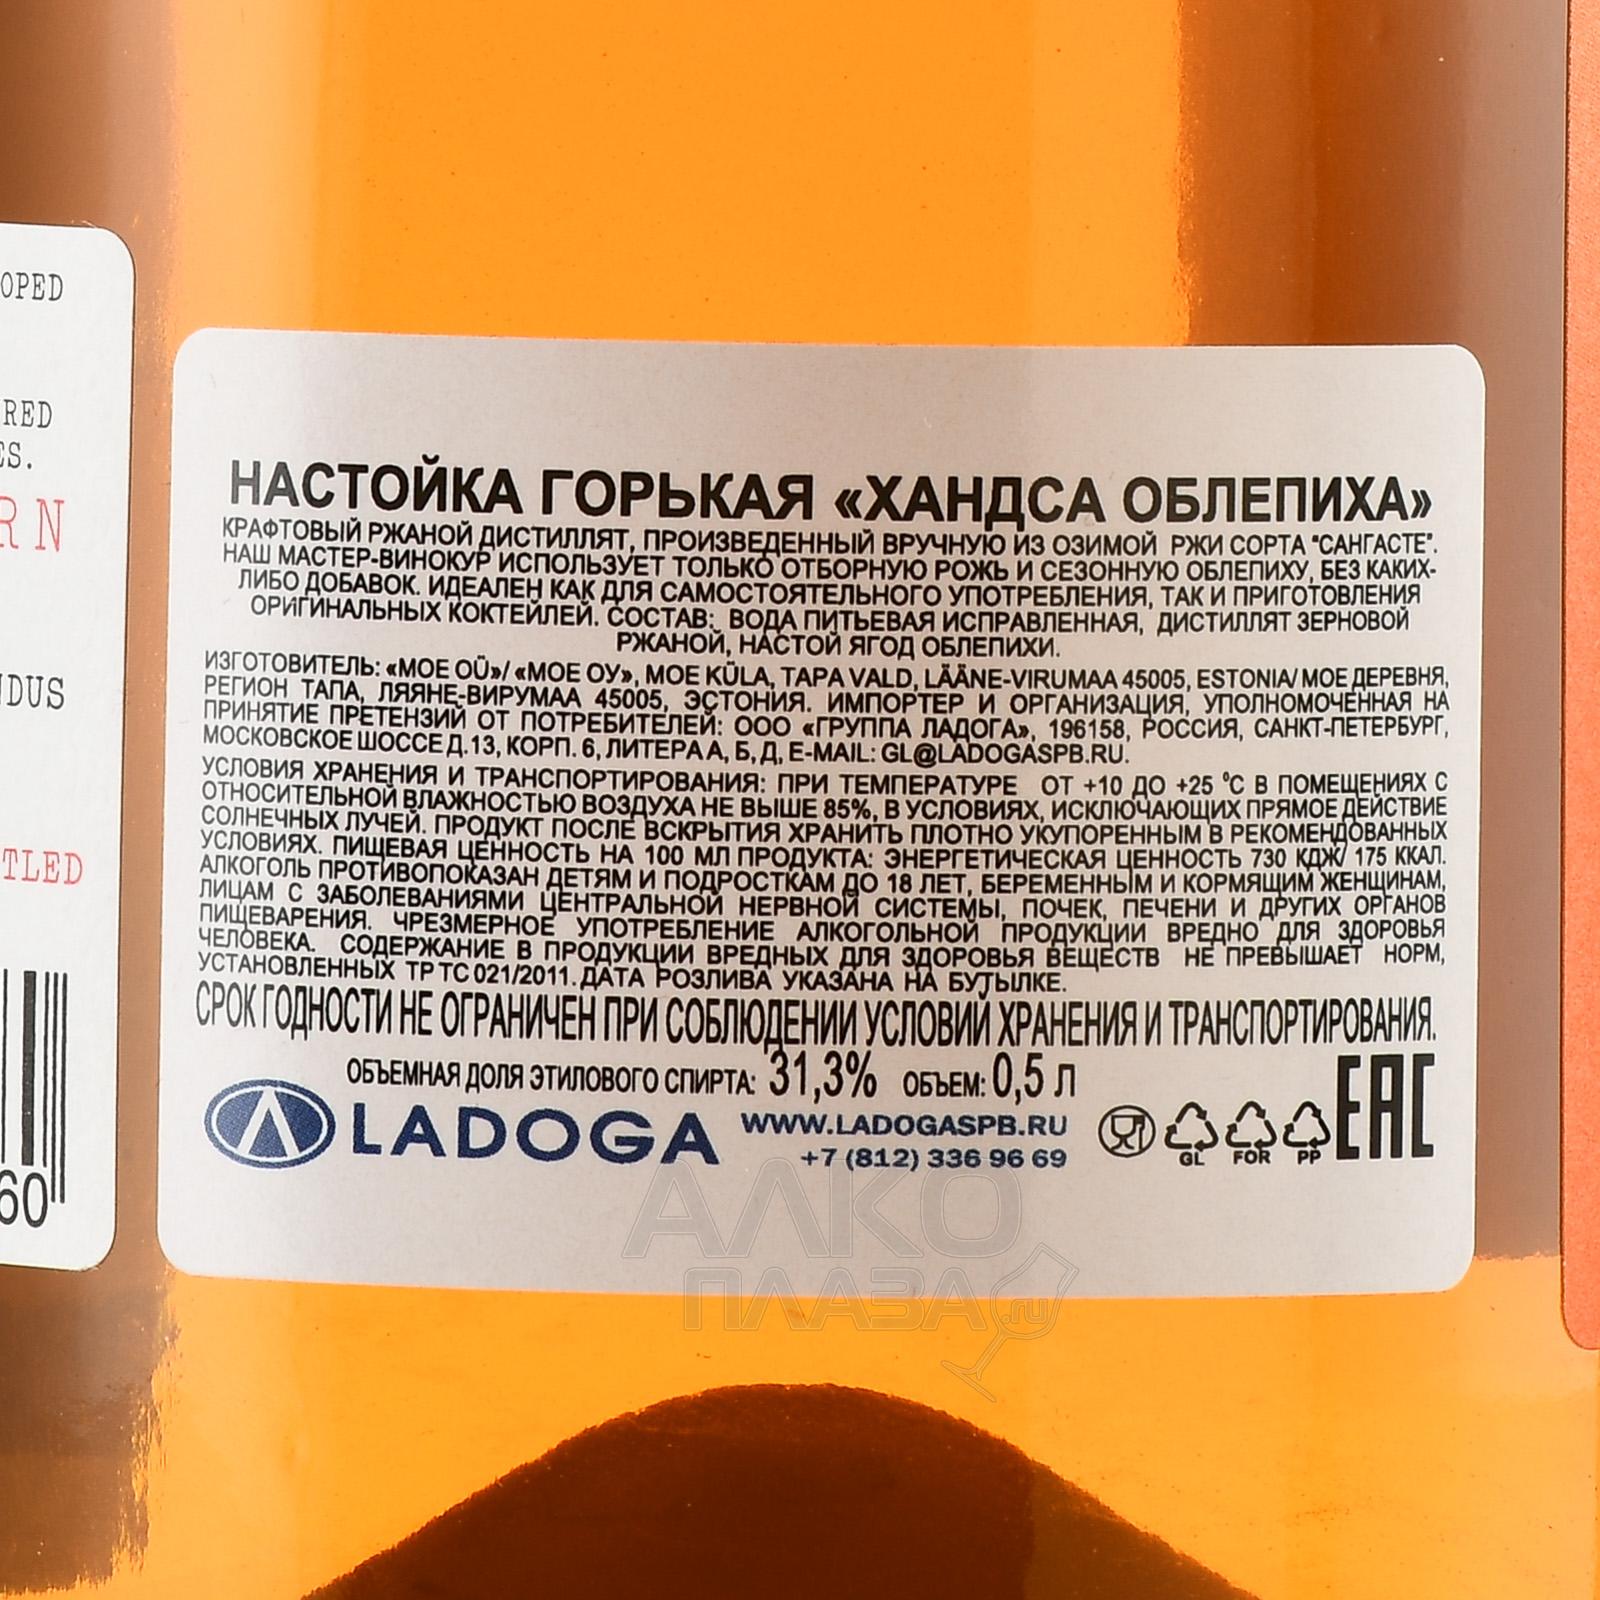 OPED
RED
ES.
RN
NDUS
TLED
60
НАСТОЙКА ГОРЬКАЯ «ХАНДСА ОБЛЕПИХА»
КРАФТОВЫЙ РЖАНОЙ ДИСТИЛЛЯТ, ПРОИЗВЕДЕННЫЙ ВРУЧНУЮ ИЗ ОЗИМОЙ РЖИ СОРТА "САНГАСТЕ".
НАШ МАСТЕР-ВИНОКУР ИСПОЛЬЗУЕТ ТОЛЬКО ОТБОРНУЮ РОЖЬ И СЕЗОННУЮ ОБЛЕПИХУ, БЕЗ КАКИХ-
ЛИБО ДОБАВОК. ИДЕАЛЕН КАК ДЛЯ САМОСТОЯТЕЛЬНОГО УПОТРЕБЛЕНИЯ, ТАК И ПРИГОТОВЛЕНИЯ
ОРИГИНАЛЬНЫХ КОКТЕЙЛЕЙ. СОСТАВ: ВОДА ПИТЬЕВАЯ ИСПРАВЛЕННАЯ, ДИСТИЛЛЯТ ЗЕРНОВОЙ
РЖАНОЙ, НАСТОЙ ЯГОД ОБЛЕПИХИ.
ИЗГОТОВИТЕЛЬ: «MOE OÜ»/ «МОЕ ОУ», MOE KÜLA, TAPA VALD, LÄÄNE-VIRUMAA 45005, ESTONIA/ МОЕ ДЕРЕВНЯ,
РЕГИОН ТАПА, ЛЯЯНЕ-ВИРУМАА 45005, ЭСТОНИЯ. ИМПОРТЕР И ОРГАНИЗАЦИЯ, УПОЛНОМОЧЕННАЯ НА
ПРИНЯТИЕ ПРЕТЕНЗИЙ ОТ ПОТРЕБИТЕЛЕЙ: ООО «ГРУППА ЛАДОГА», 196158, РОССИЯ, САНКТ-ПЕТЕРБУРГ,
МОСКОВСКОЕ ШОССЕ Д.13, КОРП. 6, ЛИТЕРА А, Б, Д, E-MAIL: GL@LADOGASPB.RU.
УСЛОВИЯ ХРАНЕНИЯ И ТРАНСПОРТИРОВАНИЯ: ПРИ ТЕМПЕРАТУРЕ ОТ +10 ДО +25 °С В ПОМЕЩЕНИЯХ С
ОТНОСИТЕЛЬНОЙ ВЛАЖНОСТЬЮ ВОЗДУХА НЕ ВЫШЕ 85%, В УСЛОВИЯХ, ИСКЛЮЧАЮЩИХ ПРЯМОЕ ДЕЙСТВИЕ
СОЛНЕЧНЫХ ЛУЧЕЙ. ПРОДУКТ ПОСЛЕ ВСКРЫТИЯ ХРАНИТЬ ПЛОТНО УКУПОРЕННЫМ В РЕКОМЕНДОВАННЫХ
УСЛОВИЯХ. ПИЩЕВАЯ ЦЕННОСТЬ НА 100 МЛ ПРОДУКТА: ЭНЕРГЕТИЧЕСКАЯ ЦЕННОСТЬ 730 КДЖ/ 175 ККАЛ.
АЛКОГОЛЬ ПРОТИВОПОКАЗАН ДЕТЯМ И ПОДРОСТКАМ ДО 18 ЛЕТ, БЕРЕМЕННЫМ И КОРМЯЩИМ ЖЕНЩИНАМ,
ЛИЦАМ С ЗАБОЛЕВАНИЯМИ ЦЕНТРАЛЬНОЙ НЕРВНОЙ СИСТЕМЫ, ПОЧЕК, ПЕЧЕНИ И ДРУГИХ ОРГАНОВ
ПИЩЕВАРЕНИЯ. ЧРЕЗМЕРНОЕ УПОТРЕБЛЕНИЕ АЛКОГОЛЬНОЙ ПРОДУКЦИИ ВРЕДНО ДЛЯ ЗДОРОВЬЯ
ЧЕЛОВЕКА. СОДЕРЖАНИЕ В ПРОДУКЦИИ ВРЕДНЫХ ДЛЯ ЗДОРОВЬЯ ВЕЩЕСТВ НЕ ПРЕВЫШАЕТ НОРМ,
УСТАНОВЛЕННЫХ ТР ТС 021/2011. ДАТА РОЗЛИВА УКАЗАНА НА БУТЫЛКЕ.
СРОК ГОДНОСТИ НЕ ОГРАНИЧЕН ПРИ СОБЛЮДЕНИИ УСЛОВИЙ ХРАНЕНИЯ И ТРАНСПОРТИРОВАНИЯ.
ОБЪЕМНАЯ ДОЛЯ ЭТИЛОВОГО СПИРТА: 31,3% ОБЪЕМ: 0,5 Л
LADOGA
WWW.LADOGASPB.RU
+7 (812) 336 96 69
GL FOR PP
EAC
АЛКО
ПЛАЗА
.ru